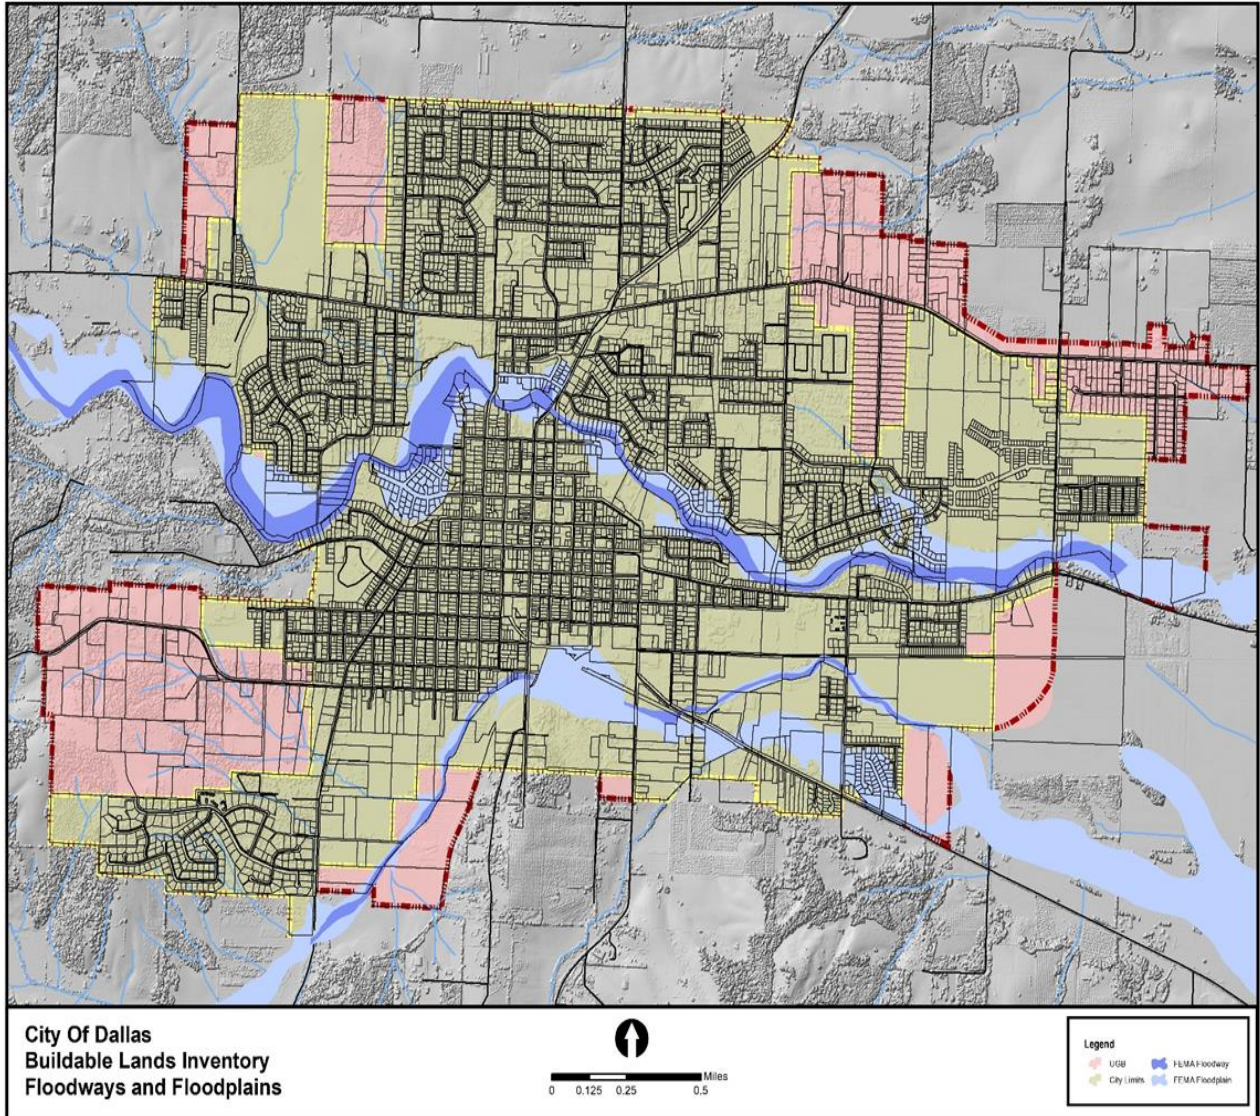 City Of Dallas
Buildable Lands Inventory
Floodways and Floodplains
Miles
0 0.125 0.25 0.5
Legend
UGB
City Limits
FEMA Floodway
FEMA Floodplain